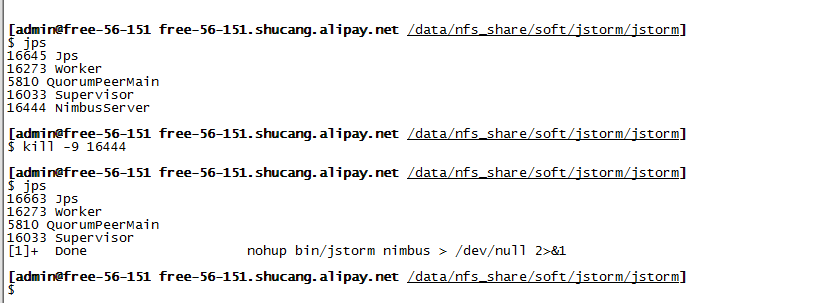 [admin@free-56-151 free-56-151.shucang.alipay.net /data/nfs_share/soft/jstorm/jstorm]
$ jps
16645 Jps
16273 Worker
5810 QuorumPeerMain
16033 Supervisor
16444 NimbusServer
[admin@free-56-151 free-56-151.shucang.alipay.net /data/nfs_share/soft/jstorm/jstorm]
$ kill -9 16444
[admin@free-56-151 free-56-151.shucang.alipay.net /data/nfs_share/soft/jstorm/jstorm]
$ jps
16663 Jps
16273 Worker
5810 QuorumPeerMain
16033 Supervisor
[1]+  Done                    nohup bin/jstorm nimbus > /dev/null 2>&1
[admin@free-56-151 free-56-151.shucang.alipay.net /data/nfs_share/soft/jstorm/jstorm]
$